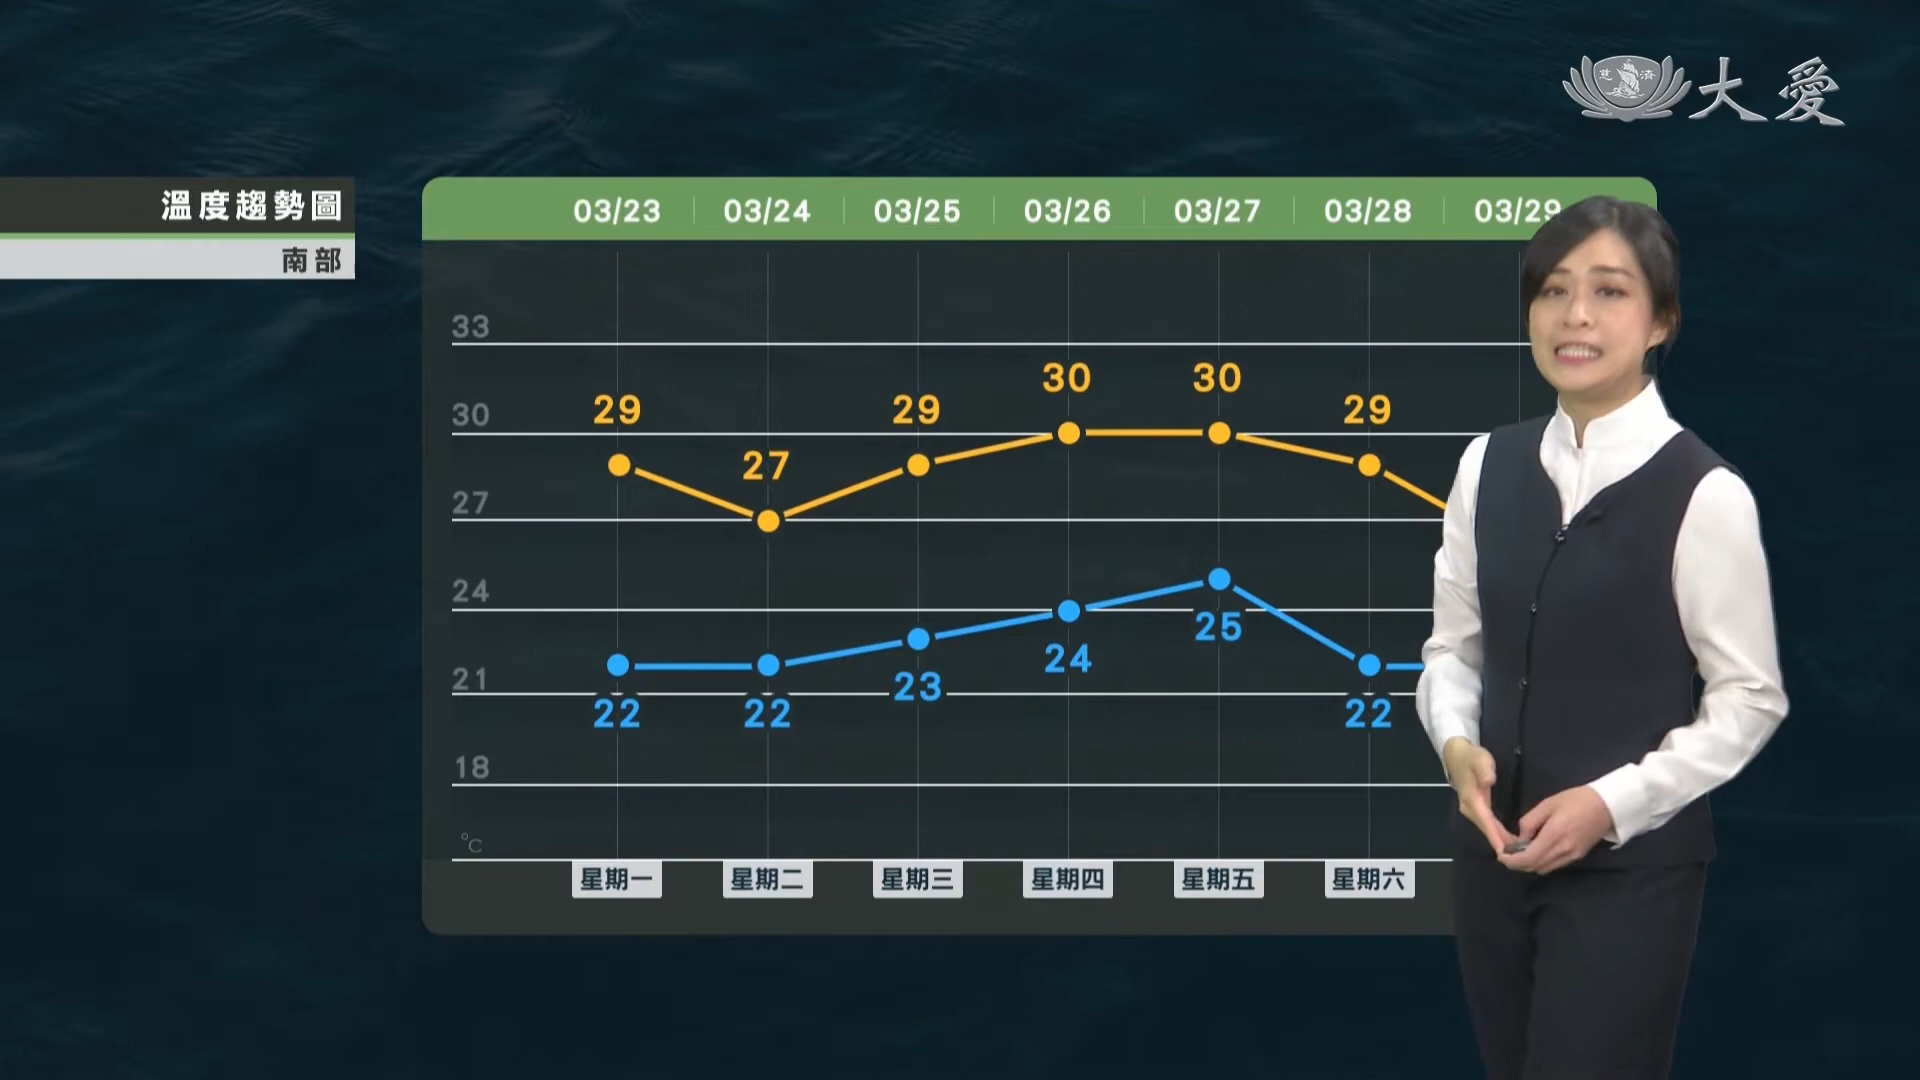 慈濟
大愛
溫度趨勢圖
南部
03/23 03/24 03/25 03/26 03/27 03/28 03/29
33
30
27
24
21
18
°C
29 27 29 30 30 29
22 22 23 24 25 22
星期一 星期二 星期三 星期四 星期五 星期六